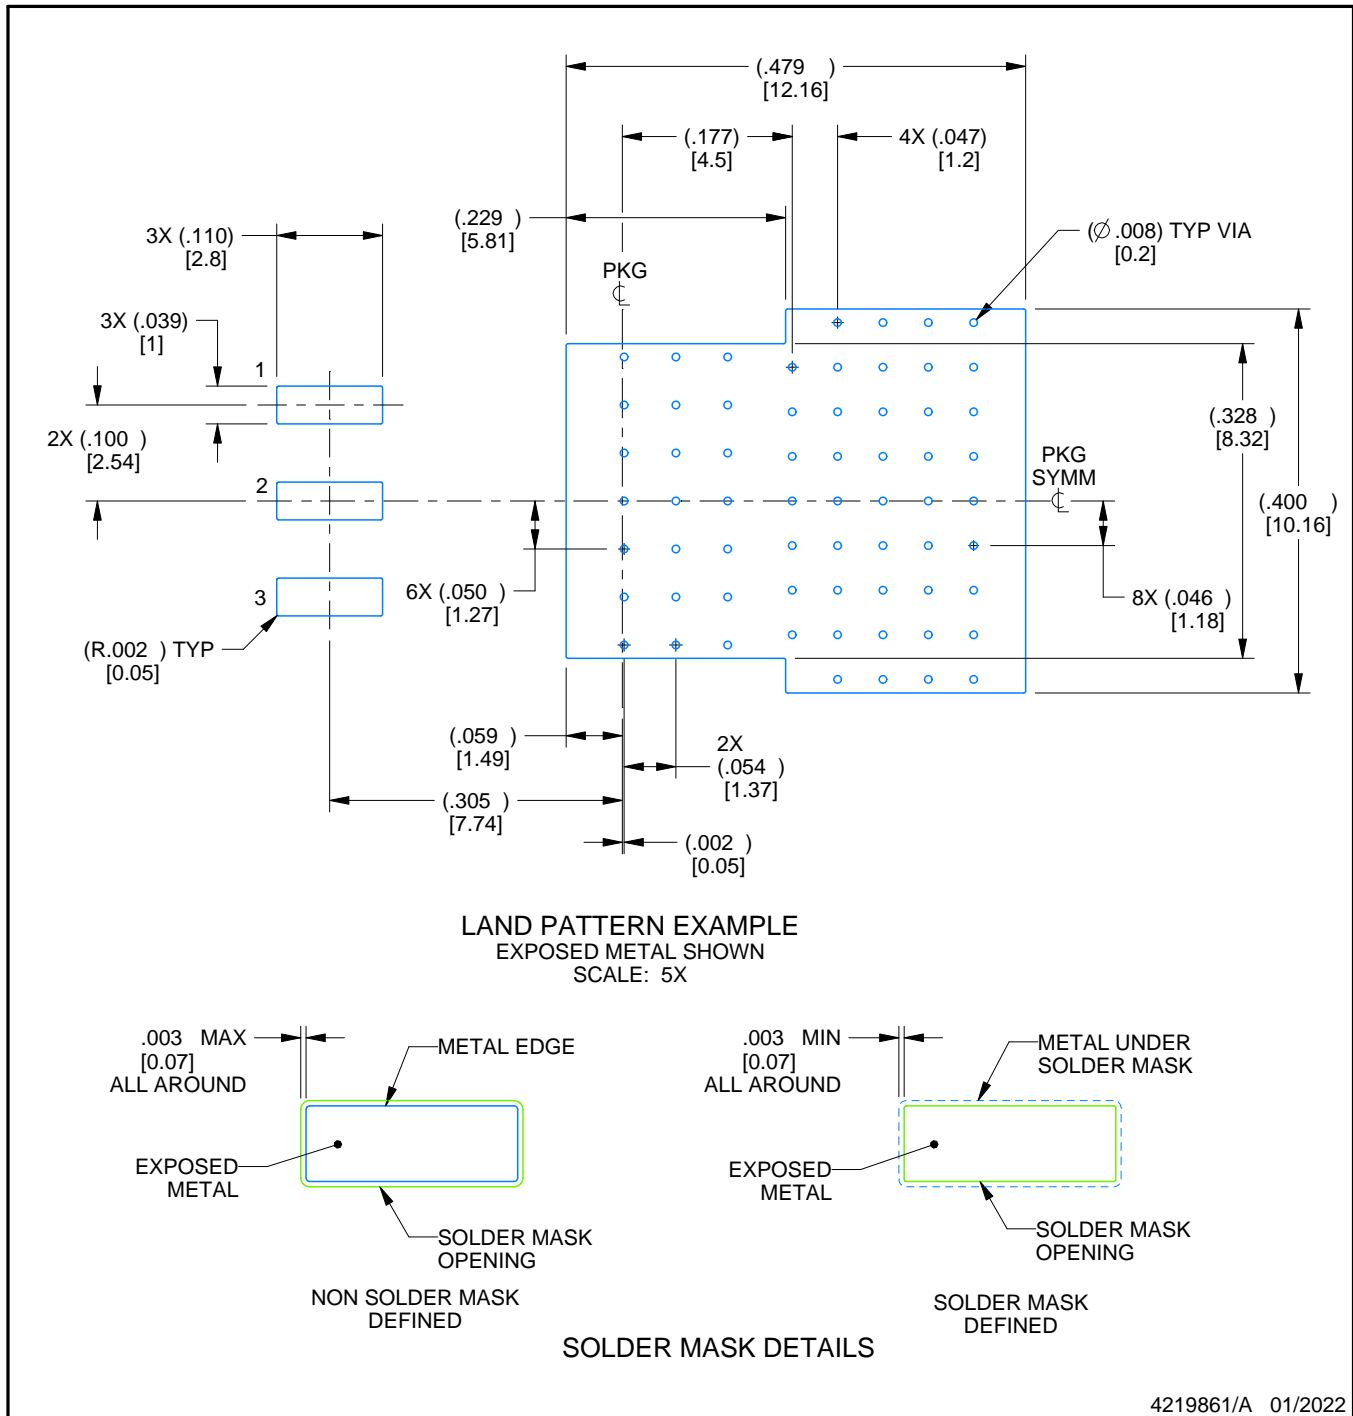 (.479 )
[12.16]
(.177)
[4.5]
4X (.047)
[1.2]
(.229 )
[5.81]
3X (.110)
[2.8]
(Ø .008) TYP VIA
[0.2]
PKG
℄
3X (.039)
[1]
1
2X (.100 )
[2.54]
(.328 )
[8.32]
PKG
SYMM
℄
2
(.400 )
[10.16]
6X (.050 )
[1.27]
3
8X (.046 )
[1.18]
(R.002 ) TYP
[0.05]
(.059 )
[1.49]
2X
(.054 )
[1.37]
(.305 )
[7.74]
(.002 )
[0.05]
LAND PATTERN EXAMPLE
EXPOSED METAL SHOWN
SCALE: 5X
.003 MAX
[0.07]
ALL AROUND
METAL EDGE
EXPOSED
METAL
SOLDER MASK
OPENING
NON SOLDER MASK
DEFINED
.003 MIN
[0.07]
ALL AROUND
METAL UNDER
SOLDER MASK
EXPOSED
METAL
SOLDER MASK
OPENING
SOLDER MASK
DEFINED
SOLDER MASK DETAILS
4219861/A 01/2022